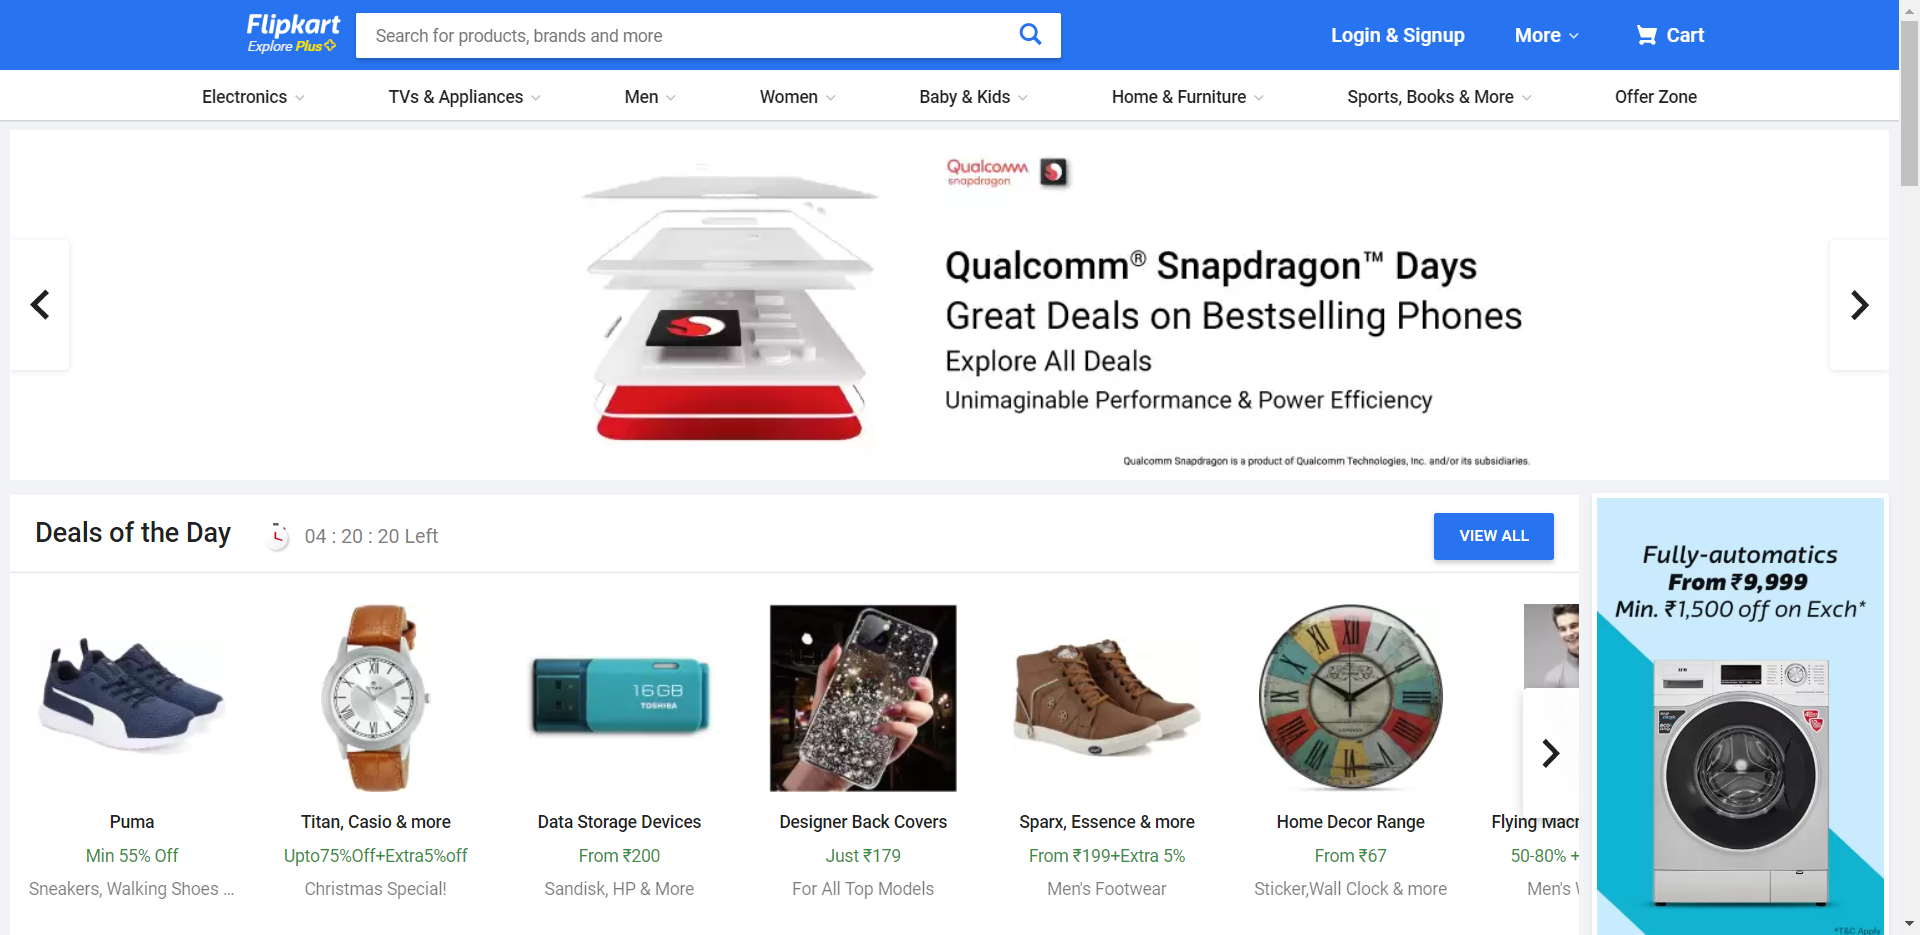 Flipkart
Explore Plus
Search for products, brands and more
Login & Signup
More
Cart
Electronics
TVs & Appliances
Men
Women
Baby & Kids
Home & Furniture
Sports, Books & More
Offer Zone
Qualcomm
snapdragon
Qualcomm® Snapdragon™ Days
Great Deals on Bestselling Phones
Explore All Deals
Unimaginable Performance & Power Efficiency
Qualcomm Snapdragon is a product of Qualcomm Technologies, Inc. and/or its subsidiaries.
Deals of the Day
04 : 20 : 20 Left
VIEW ALL
16GB
TOSHIBA
TITAN
Puma
Min 55% Off
Sneakers, Walking Shoes ...
Titan, Casio & more
Upto75%Off+Extra5%off
Christmas Special!
Data Storage Devices
From ₹200
Sandisk, HP & More
Designer Back Covers
Just ₹179
For All Top Models
Sparx, Essence & more
From ₹199+Extra 5%
Men's Footwear
Home Decor Range
From ₹67
Sticker,Wall Clock & more
50-80% +
Men's
Fully-automatics
From ₹9,999
Min. ₹1,500 off on Exch*
IFB
*T&C Apply